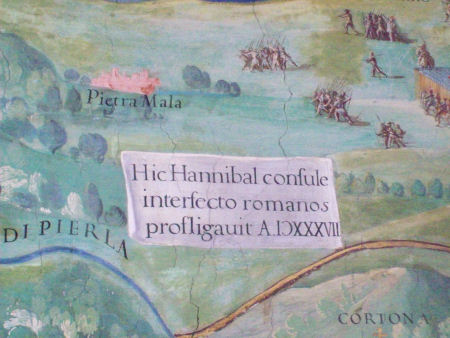 Pietra Mala
Hic Hannibal conſule
interfecto romanos
profligauit A.IↃXXXVII
DI PIERLA
CORTONA